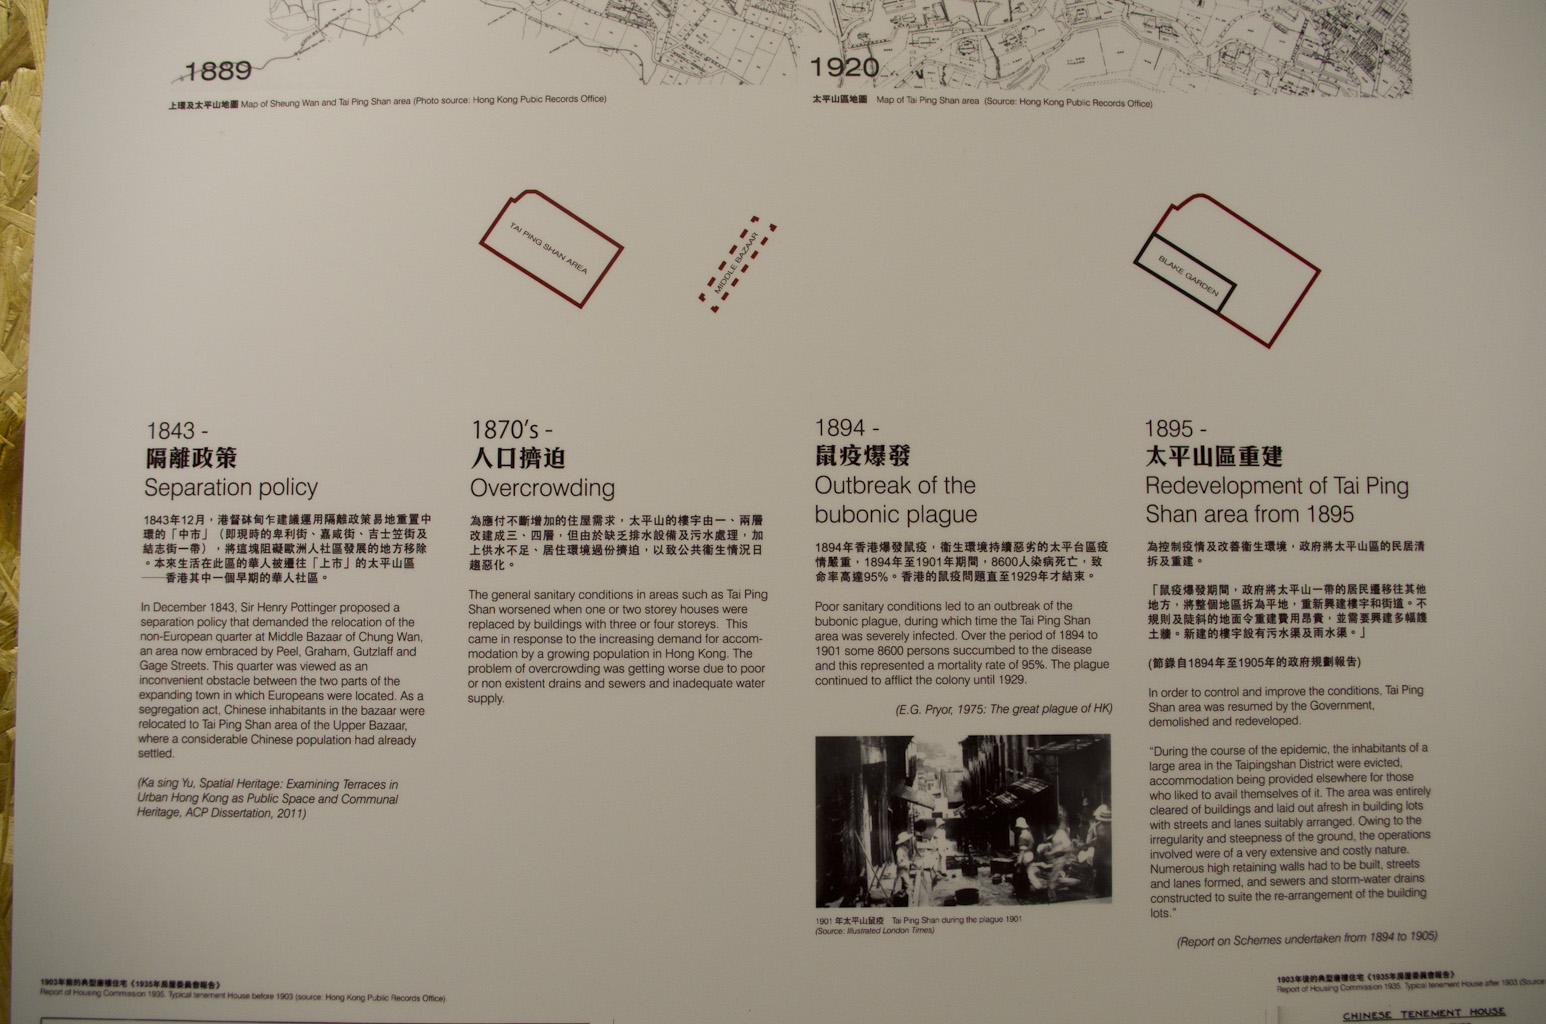 1889
1920
上環及太平山地圖 Map of Sheung Wan and Tai Ping Shan area (Photo source: Hong Kong Pubic Records Office)
太平山區地圖 Map of Tai Ping Shan area (Source: Hong Kong Public Records Office)
TAI PING SHAN AREA
MIDDLE BAZAAR
BLAKE GARDEN
1843 -
隔離政策
Separation policy
1843年12月，港督砵甸乍建議運用隔離政策易地重置中
環的「中市」（即現時的卑利街、嘉咸街、吉士笠街及
結志街一帶），將這塊阻礙歐洲人社區發展的地方移除
。本來生活在此區的華人被遷往「上市」的太平山區
──香港其中一個早期的華人社區。
In December 1843, Sir Henry Pottinger proposed a
separation policy that demanded the relocation of the
non-European quarter at Middle Bazaar of Chung Wan,
an area now embraced by Peel, Graham, Gutzlaff and
Gage Streets. This quarter was viewed as an
inconvenient obstacle between the two parts of the
expanding town in which Europeans were located. As a
segregation act, Chinese inhabitants in the bazaar were
relocated to Tai Ping Shan area of the Upper Bazaar,
where a considerable Chinese population had already
settled.
(Ka sing Yu, Spatial Heritage: Examining Terraces in
Urban Hong Kong as Public Space and Communal
Heritage, ACP Dissertation, 2011)
1870's -
人口擠迫
Overcrowding
為應付不斷增加的住屋需求，太平山的樓宇由一、兩層
改建成三、四層，但由於缺乏排水設備及污水處理，加
上供水不足、居住環境過份擠迫，以致公共衞生情況日
趨惡化。
The general sanitary conditions in areas such as Tai Ping
Shan worsened when one or two storey houses were
replaced by buildings with three or four storeys. This
came in response to the increasing demand for accom-
modation by a growing population in Hong Kong. The
problem of overcrowding was getting worse due to poor
or non existent drains and sewers and inadequate water
supply.
1894 -
鼠疫爆發
Outbreak of the
bubonic plague
1894年香港爆發鼠疫，衞生環境持續惡劣的太平台區疫
情嚴重，1894年至1901年期間，8600人染病死亡，致
命率高達95%。香港的鼠疫問題直至1929年才結束。
Poor sanitary conditions led to an outbreak of the
bubonic plague, during which time the Tai Ping Shan
area was severely infected. Over the period of 1894 to
1901 some 8600 persons succumbed to the disease
and this represented a mortality rate of 95%. The plague
continued to afflict the colony until 1929.
(E.G. Pryor, 1975: The great plague of HK)
1901 年太平山鼠疫 Tai Ping Shan during the plague 1901
(Source: Illustrated London Times)
1895 -
太平山區重建
Redevelopment of Tai Ping
Shan area from 1895
為控制疫情及改善衞生環境，政府將太平山區的民居清
拆及重建。
「鼠疫爆發期間，政府將太平山一帶的居民遷移往其他
地方，將整個地區拆為平地，重新興建樓宇和街道。不
規則及陡斜的地面令重建費用昂貴，並需要興建多幅護
土牆。新建的樓宇設有污水渠及雨水渠。」
(節錄自1894年至1905年的政府規劃報告)
In order to control and improve the conditions, Tai Ping
Shan area was resumed by the Government,
demolished and redeveloped.
"During the course of the epidemic, the inhabitants of a
large area in the Taipingshan District were evicted,
accommodation being provided elsewhere for those
who liked to avail themselves of it. The area was entirely
cleared of buildings and laid out afresh in building lots
with streets and lanes suitably arranged. Owing to the
irregularity and steepness of the ground, the operations
involved were of a very extensive and costly nature.
Numerous high retaining walls had to be built, streets
and lanes formed, and sewers and storm-water drains
constructed to suite the re-arrangement of the building
lots."
(Report on Schemes undertaken from 1894 to 1905)
1903年前的典型唐樓住宅《1935年房屋委員會報告》
Report of Housing Commission 1935. Typical tenement House before 1903 (source: Hong Kong Public Records Office)
1903年後的典型唐樓住宅《1935年房屋委員會報告》
Report of Housing Commission 1935. Typical tenement House after 1903 (Source
CHINESE TENEMENT HOUSE